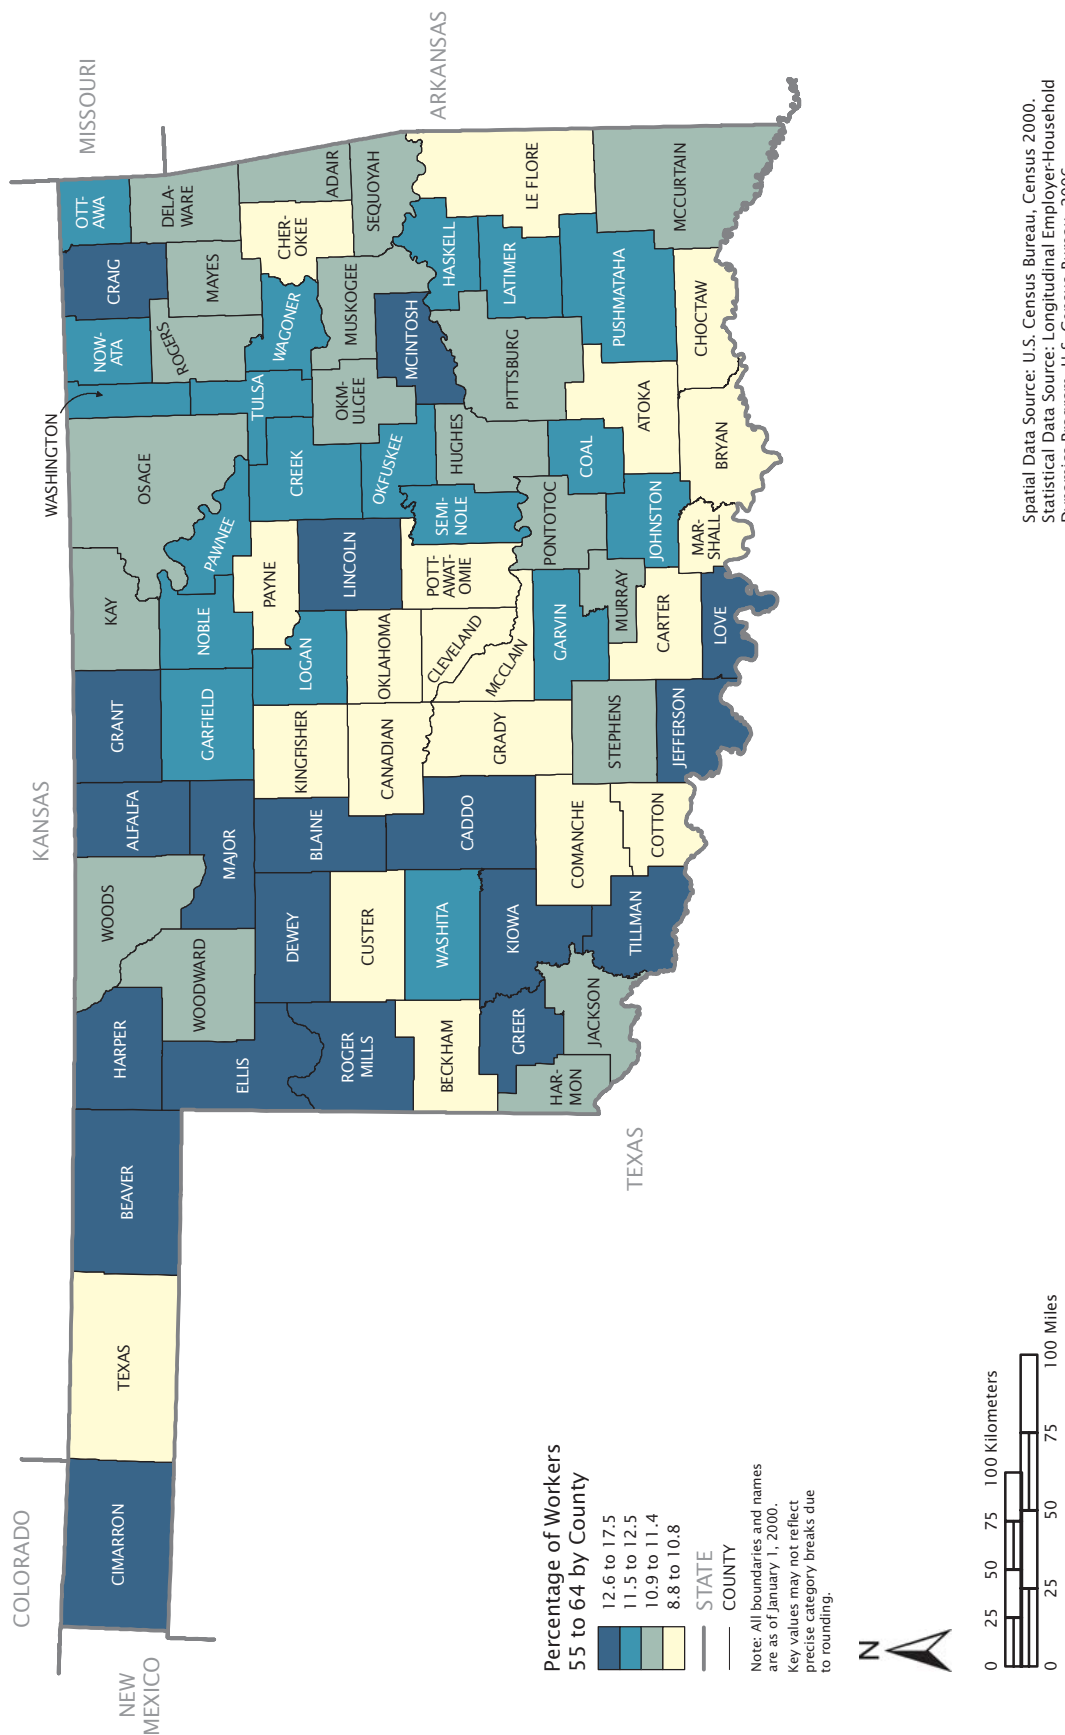 COLORADO
KANSAS
MISSOURI
NEW
MEXICO
ARKANSAS
TEXAS
CIMARRON
TEXAS
BEAVER
HARPER
WOODS
ALFALFA
GRANT
KAY
OSAGE
WASHINGTON
NOW-
ATA
CRAIG
OTT-
AWA
ELLIS
WOODWARD
MAJOR
GARFIELD
NOBLE
PAWNEE
ROGERS
MAYES
DELA-
WARE
ROGER
MILLS
DEWEY
BLAINE
KINGFISHER
LOGAN
PAYNE
CREEK
TULSA
WAGONER
CHER-
OKEE
ADAIR
BECKHAM
CUSTER
CANADIAN
OKLAHOMA
LINCOLN
OKFUSKEE
OKM-
ULGEE
MUSKOGEE
SEQUOYAH
WASHITA
CADDO
GRADY
CLEVELAND
MCCLAIN
POTT-
AWAT-
OMIE
SEMI-
NOLE
HUGHES
MCINTOSH
HASKELL
GREER
KIOWA
COMANCHE
GARVIN
PONTOTOC
PITTSBURG
LATIMER
LE FLORE
HAR-
MON
JACKSON
TILLMAN
COTTON
STEPHENS
MURRAY
COAL
ATOKA
PUSHMATAHA
MCCURTAIN
JEFFERSON
CARTER
LOVE
JOHNSTON
MAR-
SHALL
BRYAN
CHOCTAW
Percentage of Workers
55 to 64 by County
12.6 to 17.5
11.5 to 12.5
10.9 to 11.4
8.8 to 10.8
STATE
COUNTY
Note: All boundaries and names
are as of January 1, 2000.
Key values may not reflect
precise category breaks due
to rounding.
N
0 25 50 75 100 Kilometers
0 25 50 75 100 Miles
Spatial Data Source: U.S. Census Bureau, Census 2000.
Statistical Data Source: Longitudinal Employer-Household